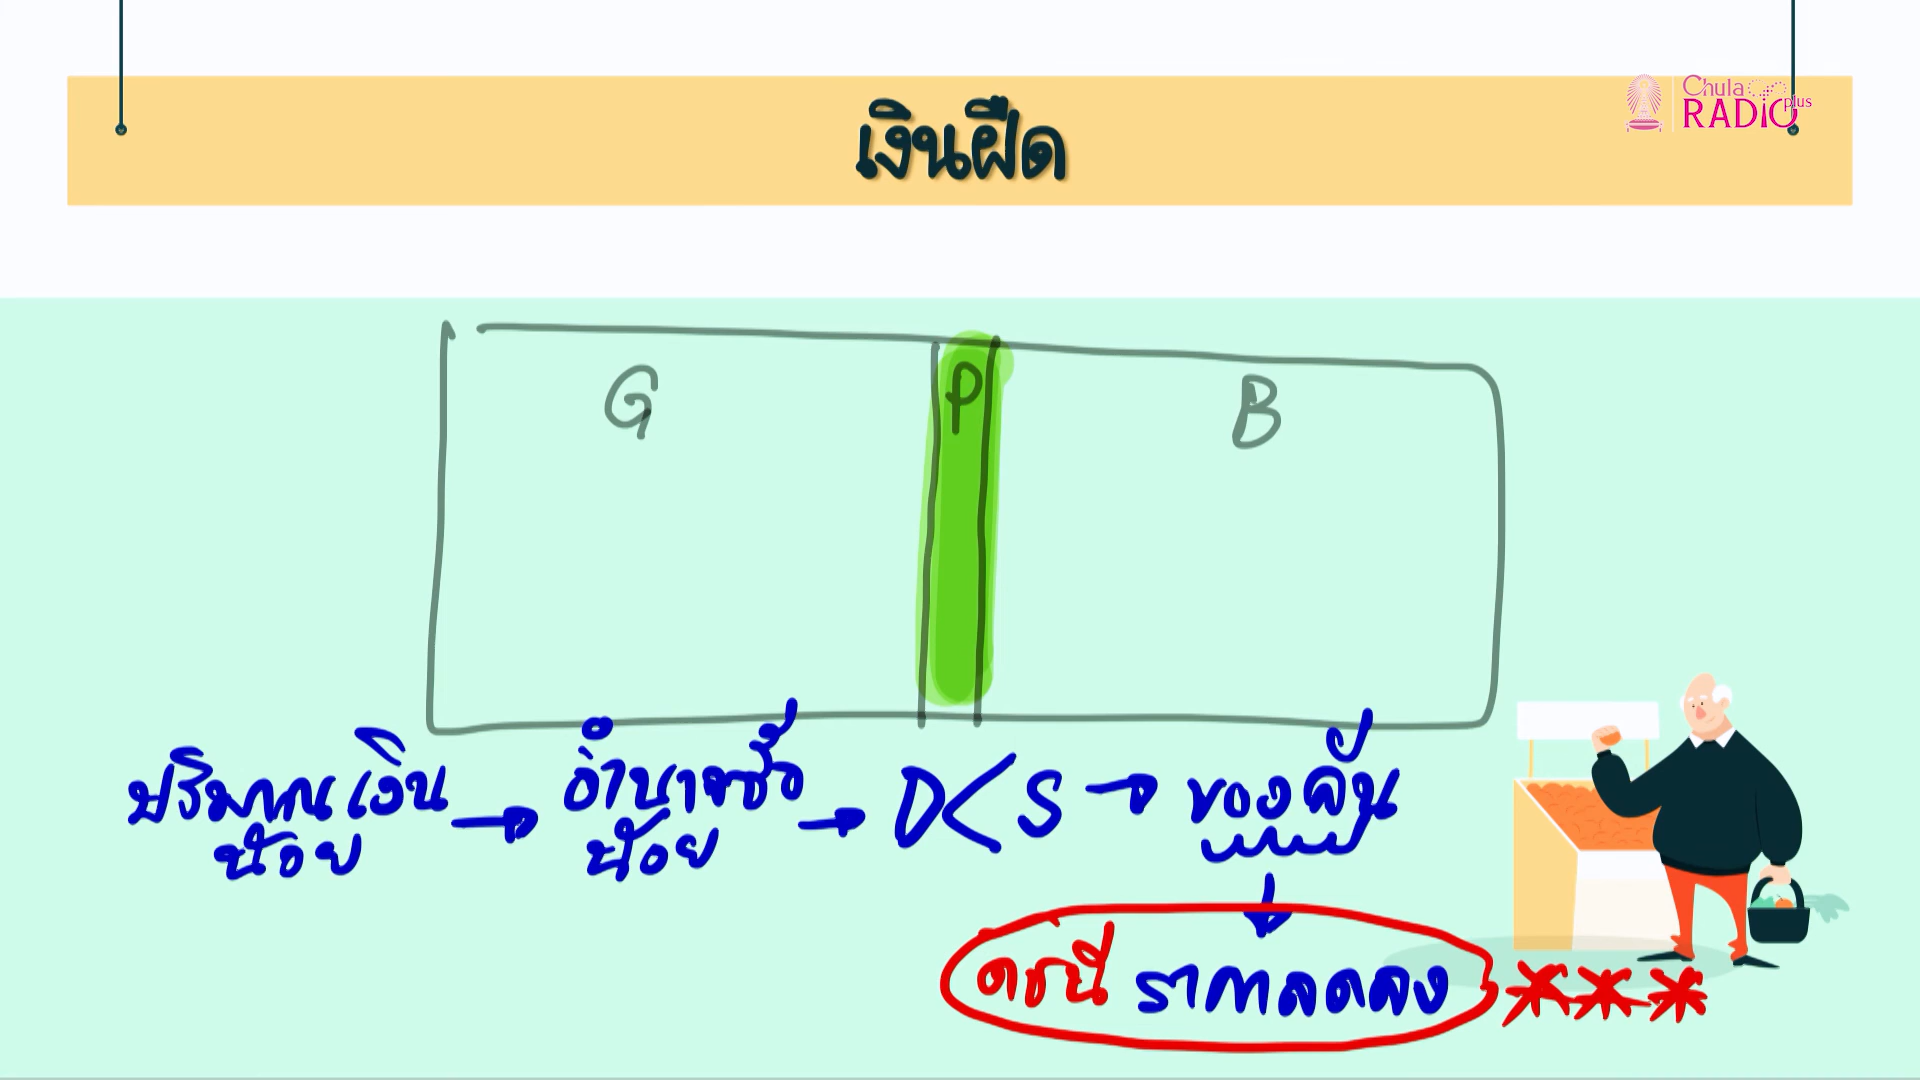 Chula
RADIO plus
เงินฝืด
G P B
ปริมาณเงินน้อย → อำนาจซื้อน้อย → D < S → ของล้น
↓
ดัชนี ราคาลดลง ***